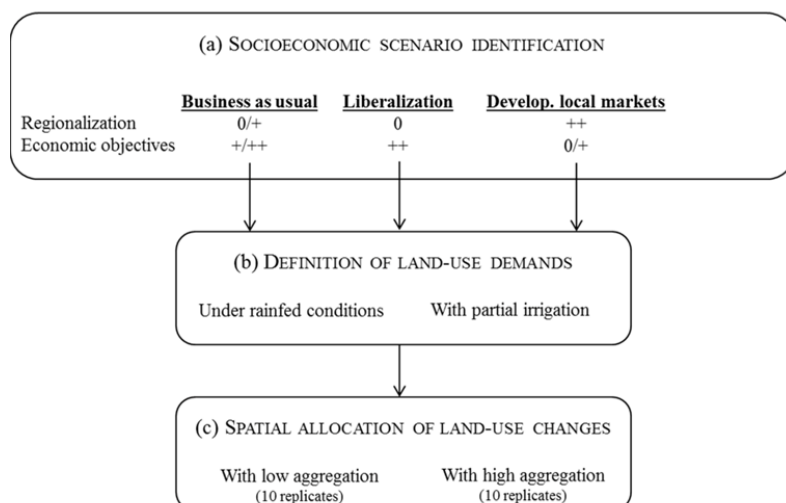 (a) SOCIOECONOMIC SCENARIO IDENTIFICATION
Business as usual Liberalization Develop. local markets
Regionalization 0/+ 0 ++
Economic objectives +/++ ++ 0/+
(b) DEFINITION OF LAND-USE DEMANDS
Under rainfed conditions With partial irrigation
(c) SPATIAL ALLOCATION OF LAND-USE CHANGES
With low aggregation With high aggregation
(10 replicates) (10 replicates)